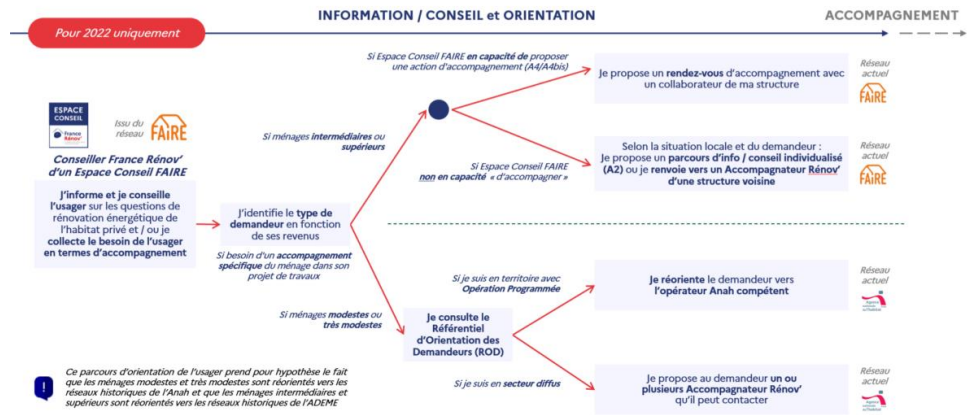 INFORMATION / CONSEIL et ORIENTATION
ACCOMPAGNEMENT
Pour 2022 uniquement
ESPACE
CONSEIL
France
Rénov'
Issu du
réseau
FAIRE
Conseiller France Rénov'
d'un Espace Conseil FAIRE
J'informe et je conseille
l'usager sur les questions de
rénovation énergétique de
l'habitat privé et / ou je
collecte le besoin de l'usager
en termes d'accompagnement
J'identifie le type de
demandeur en fonction
de ses revenus
Si besoin d'un accompagnement
spécifique du ménage dans son
projet de travaux
Si ménages intermédiaires ou
supérieurs
Si Espace Conseil FAIRE en capacité de proposer
une action d'accompagnement (A4/A4bis)
Je propose un rendez-vous d'accompagnement avec
un collaborateur de ma structure
Réseau
actuel
FAIRE
Si Espace Conseil FAIRE
non en capacité « d'accompagner »
Selon la situation locale et du demandeur :
Je propose un parcours d'info / conseil individualisé
(A2) ou je renvoie vers un Accompagnateur Rénov'
d'une structure voisine
Réseau
actuel
FAIRE
Si ménages modestes ou
très modestes
Je consulte le
Référentiel
d'Orientation des
Demandeurs (ROD)
Si je suis en territoire avec
Opération Programmée
Je réoriente le demandeur vers
l'opérateur Anah compétent
Réseau
actuel
Si je suis en secteur diffus
Je propose au demandeur un ou
plusieurs Accompagnateur Rénov'
qu'il peut contacter
Réseau
actuel
!
Ce parcours d'orientation de l'usager prend pour hypothèse le fait
que les ménages modestes et très modestes sont réorientés vers les
réseaux historiques de l'Anah et que les ménages intermédiaires et
supérieurs sont réorientés vers les réseaux historiques de l'ADEME